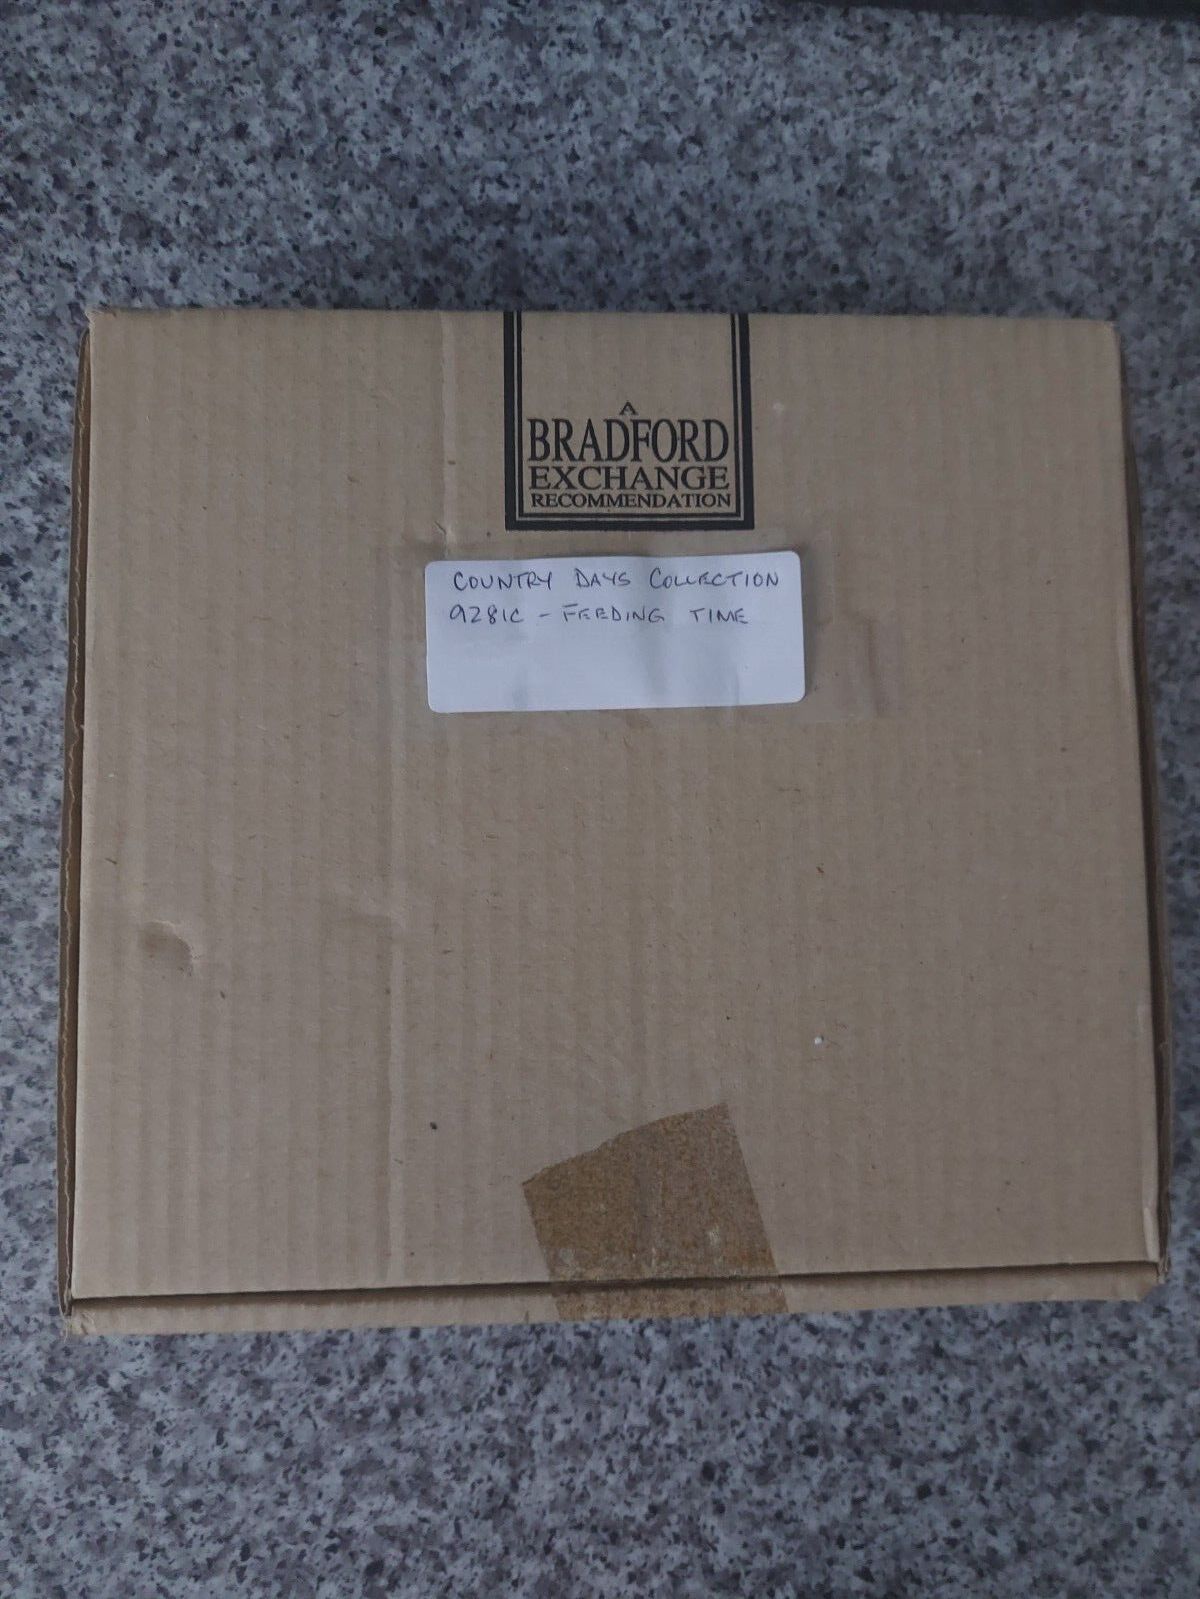 A
BRADFORD
EXCHANGE
RECOMMENDATION
COUNTRY DAYS COLLECTION
9281C - FEEDING TIME